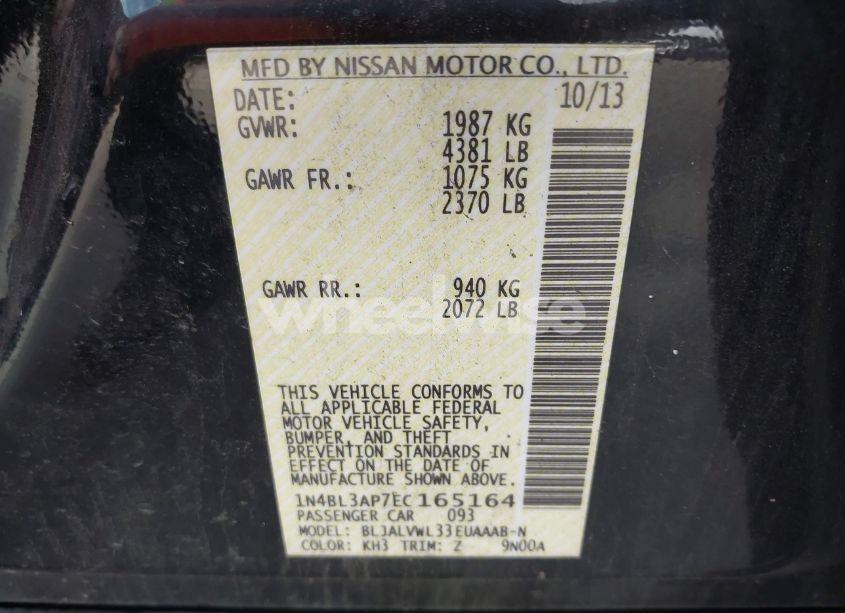 MFD BY NISSAN MOTOR CO., LTD.
DATE: 10/13
GVWR: 1987 KG
4381 LB
GAWR FR.: 1075 KG
2370 LB
GAWR RR.: 940 KG
2072 LB
wheelwise
THIS VEHICLE CONFORMS TO
ALL APPLICABLE FEDERAL
MOTOR VEHICLE SAFETY,
BUMPER, AND THEFT
PREVENTION STANDARDS IN
EFFECT ON THE DATE OF
MANUFACTURE SHOWN ABOVE.
1N4BL3AP7EC165164
PASSENGER CAR 093
MODEL: BLJALVWL33EUAAAB-N
COLOR: KH3 TRIM: Z 9N00A